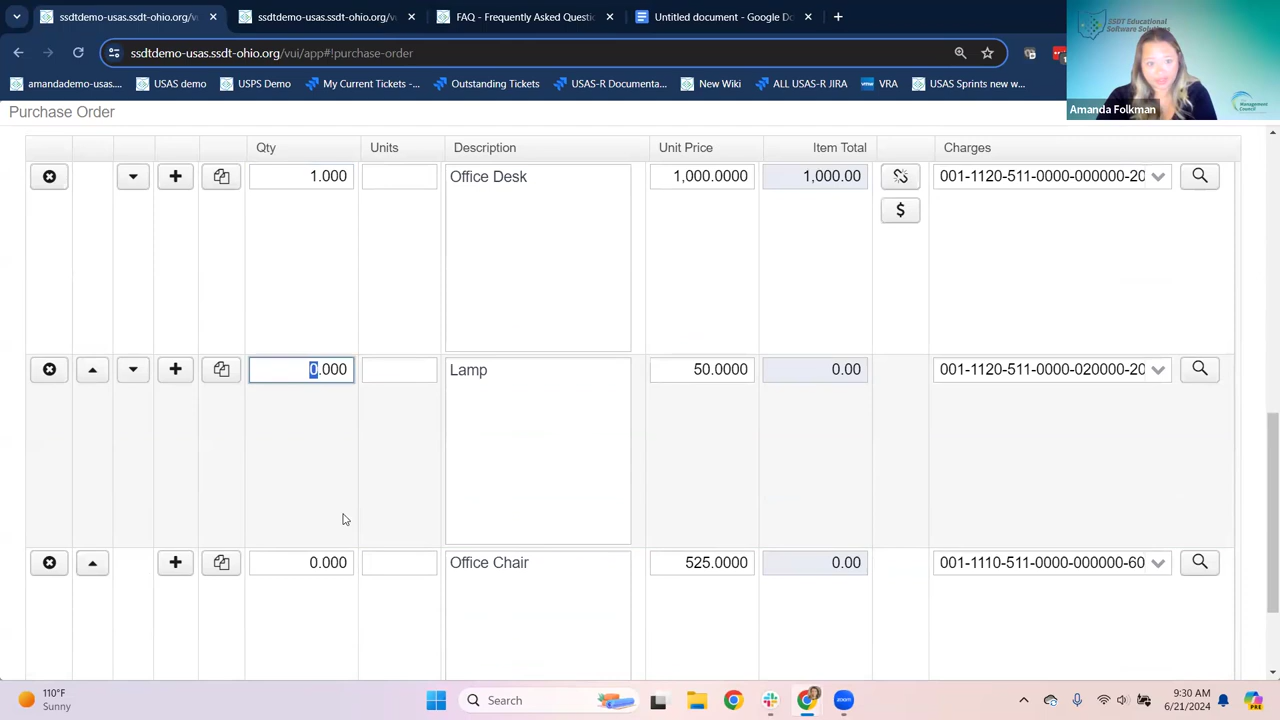 ssdtdemo-usas.ssdt-ohio.org/v
ssdtdemo-usas.ssdt-ohio.org/v
FAQ - Frequently Asked Questi
Untitled document - Google Do
ssdtdemo-usas.ssdt-ohio.org/vui/app#!purchase-order
amandademo-usas...
USAS demo
USPS Demo
My Current Tickets -...
Outstanding Tickets
USAS-R Documenta...
New Wiki
ALL USAS-R JIRA
VRA
USAS Sprints new w...
SSDT Educational
Software Solutions
Management
Council
Amanda Folkman
Purchase Order
Qty Units Description Unit Price Item Total Charges
1.000 Office Desk 1,000.0000 1,000.00 001-1120-511-0000-000000-20
$
0.000 Lamp 50.0000 0.00 001-1120-511-0000-020000-20
0.000 Office Chair 525.0000 0.00 001-1110-511-0000-000000-60
110°F
Sunny
Search
zoom
9:30 AM
6/21/2024
PRE